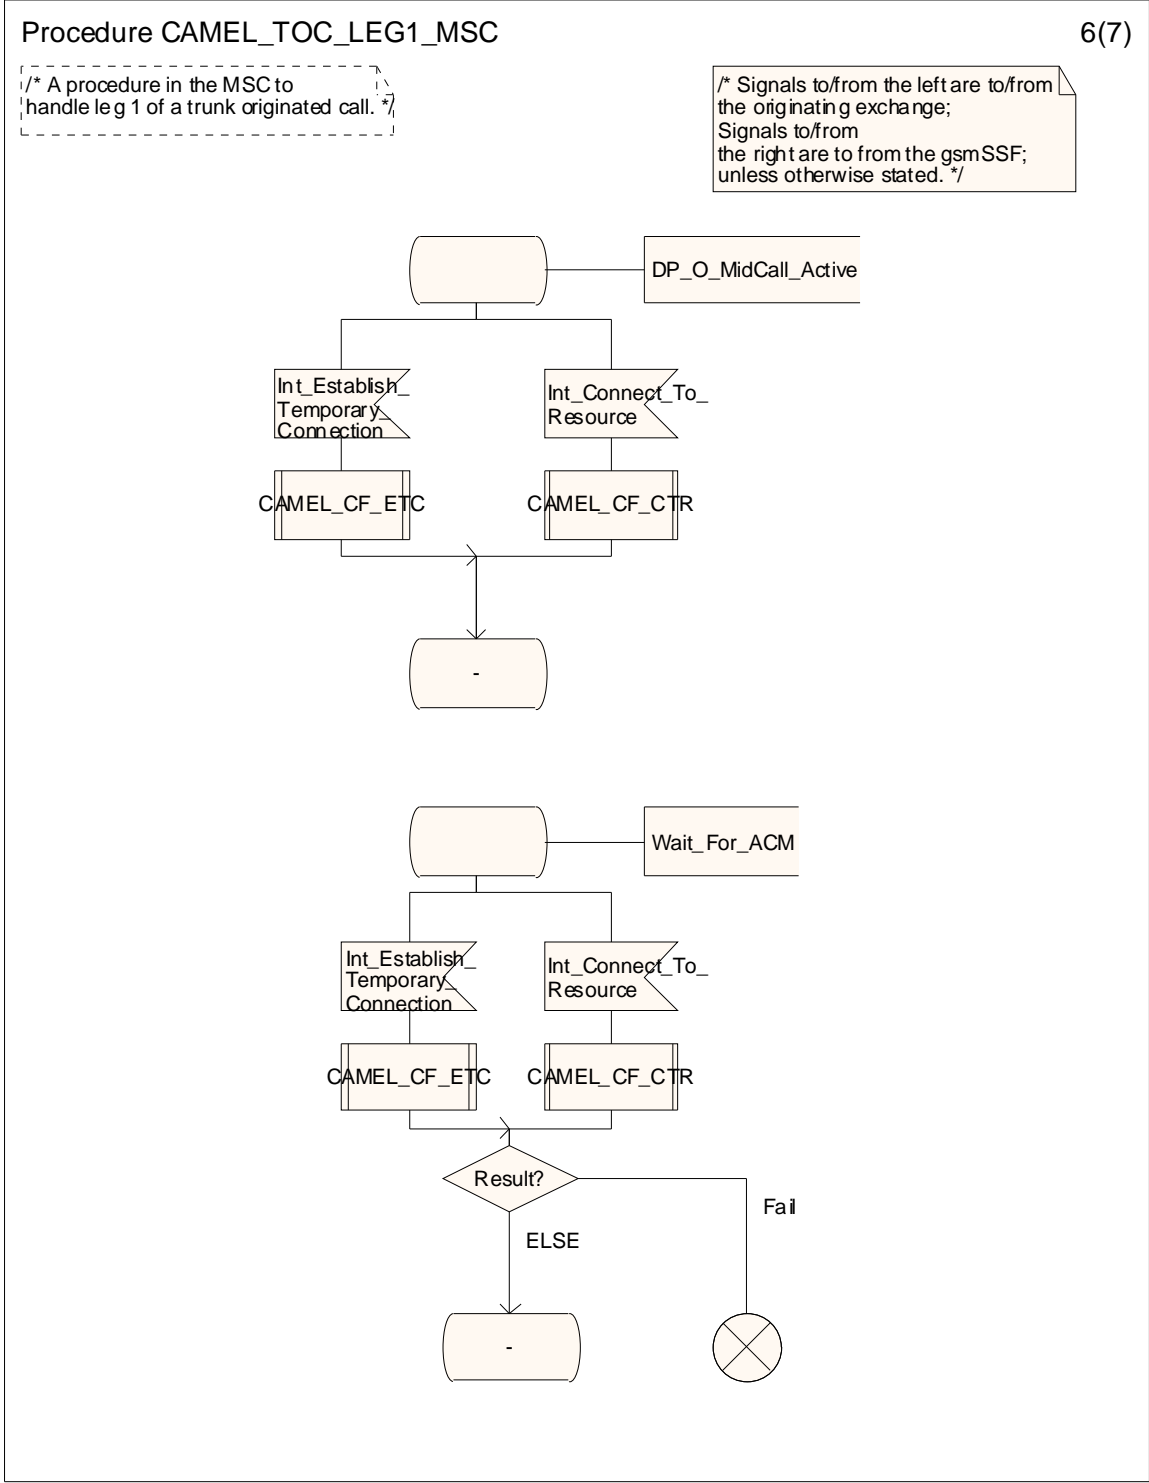 Procedure CAMEL_TOC_LEG1_MSC
6(7)
/* A procedure in the MSC to
handle leg 1 of a trunk originated call. */
/* Signals to/from the left are to/from
the originating exchange;
Signals to/from
the right are to from the gsmSSF;
unless otherwise stated. */
DP_O_MidCall_Active
Int_Establish_
Temporary_
Connection
Int_Connect_To_
Resource
CAMEL_CF_ETC
CAMEL_CF_CTR
-
Wait_For_ACM
Int_Establish_
Temporary_
Connection
Int_Connect_To_
Resource
CAMEL_CF_ETC
CAMEL_CF_CTR
Result?
Fail
ELSE
-